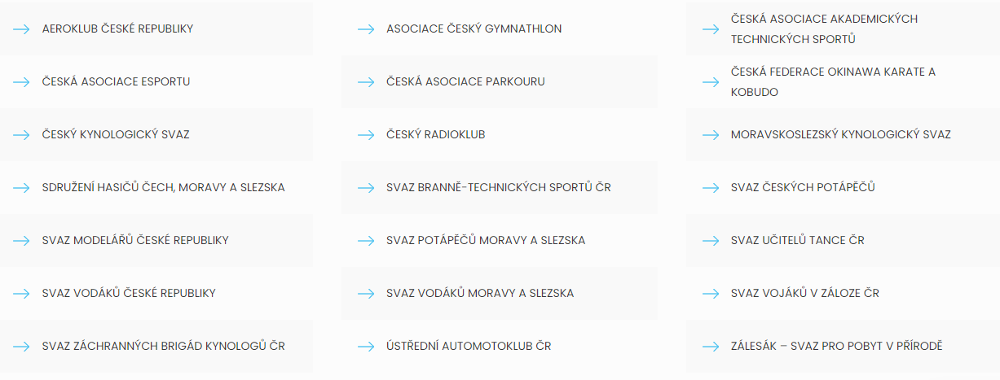 AEROKLUB ČESKÉ REPUBLIKY
ASOCIACE ČESKÝ GYMNATHLON
ČESKÁ ASOCIACE AKADEMICKÝCH
TECHNICKÝCH SPORTŮ
ČESKÁ ASOCIACE ESPORTU
ČESKÁ ASOCIACE PARKOURU
ČESKÁ FEDERACE OKINAWA KARATE A
KOBUDO
ČESKÝ KYNOLOGICKÝ SVAZ
ČESKÝ RADIOKLUB
MORAVSKOSLEZSKÝ KYNOLOGICKÝ SVAZ
SDRUŽENÍ HASIČŮ ČECH, MORAVY A SLEZSKA
SVAZ BRANNĚ-TECHNICKÝCH SPORTŮ ČR
SVAZ ČESKÝCH POTÁPĚČŮ
SVAZ MODELÁŘŮ ČESKÉ REPUBLIKY
SVAZ POTÁPĚČŮ MORAVY A SLEZSKA
SVAZ UČITELŮ TANCE ČR
SVAZ VODÁKŮ ČESKÉ REPUBLIKY
SVAZ VODÁKŮ MORAVY A SLEZSKA
SVAZ VOJÁKŮ V ZÁLOZE ČR
SVAZ ZÁCHRANNÝCH BRIGÁD KYNOLOGŮ ČR
ÚSTŘEDNÍ AUTOMOTOKLUB ČR
ZÁLESÁK – SVAZ PRO POBYT V PŘÍRODĚ